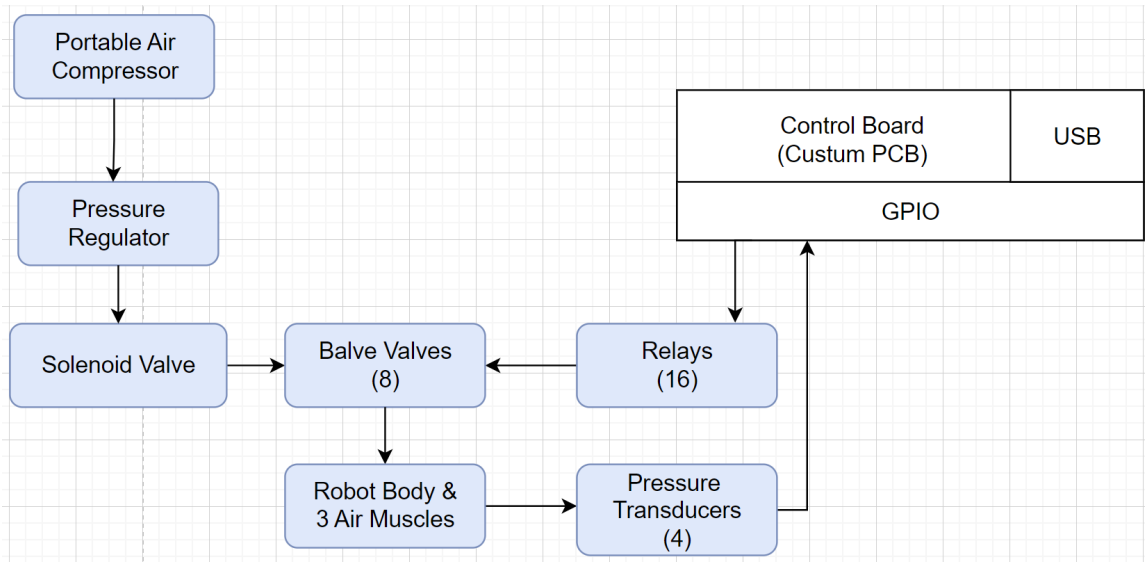 Portable Air
Compressor
Pressure
Regulator
Solenoid Valve
Balve Valves
(8)
Robot Body &
3 Air Muscles
Relays
(16)
Pressure
Transducers
(4)
Control Board
(Custum PCB)
USB
GPIO